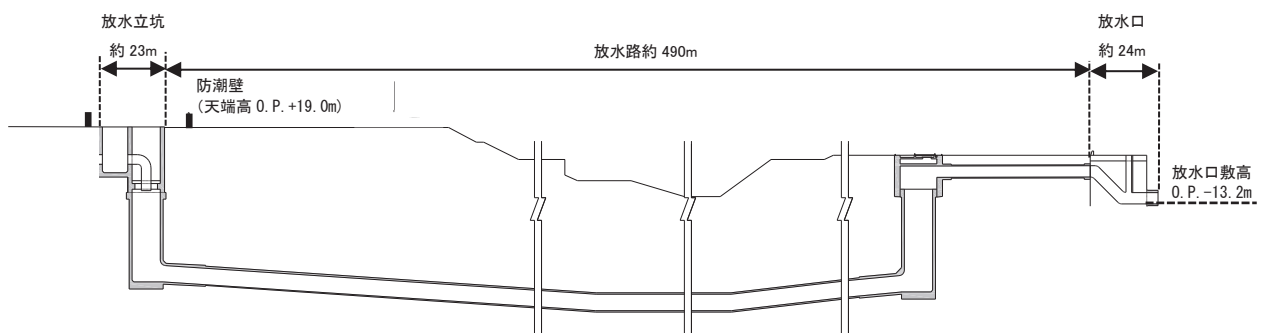 放水立坑
約 23m
放水路約 490m
放水口
約 24m
防潮壁
(天端高 O.P.+19.0m)
放水口敷高
O.P.-13.2m